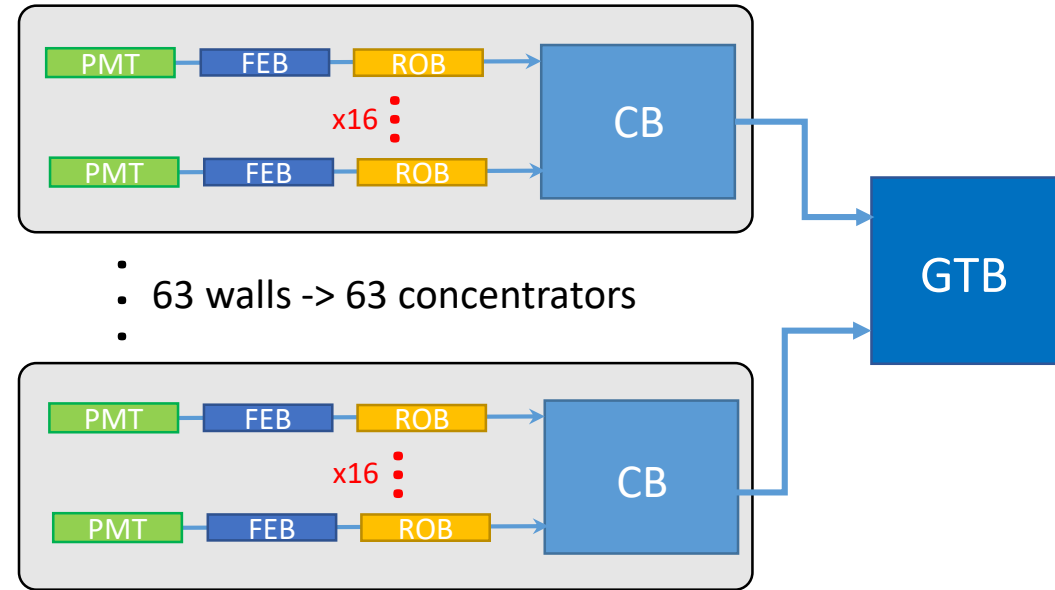 PMT FEB ROB
x16
CB
PMT FEB ROB
63 walls -> 63 concentrators
GTB
PMT FEB ROB
x16
CB
PMT FEB ROB